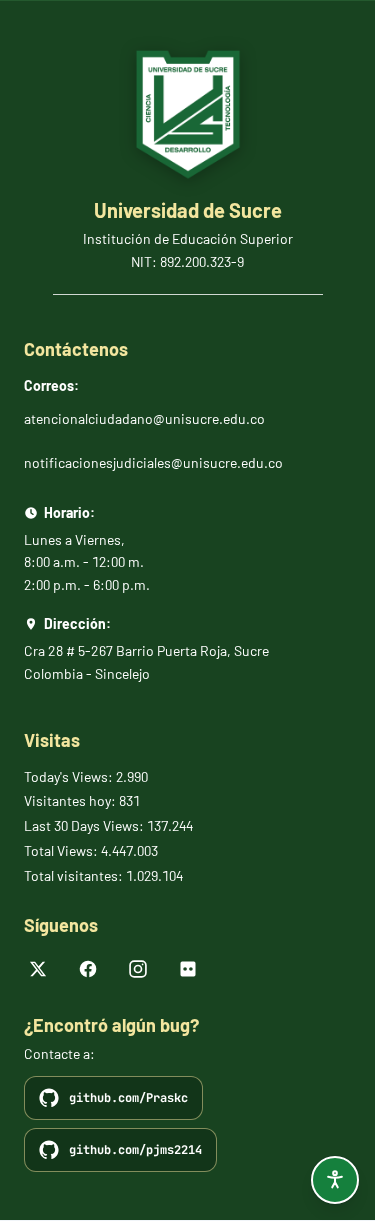 UNIVERSIDAD DE SUCRE
CIENCIA
TECNOLOGÍA
DESARROLLO
Universidad de Sucre
Institución de Educación Superior
NIT: 892.200.323-9
Contáctenos
Correos:
atencionalciudadano@unisucre.edu.co
notificacionesjudiciales@unisucre.edu.co
Horario:
Lunes a Viernes,
8:00 a.m. - 12:00 m.
2:00 p.m. - 6:00 p.m.
Dirección:
Cra 28 # 5-267 Barrio Puerta Roja, Sucre
Colombia - Sincelejo
Visitas
Today's Views: 2.990
Visitantes hoy: 831
Last 30 Days Views: 137.244
Total Views: 4.447.003
Total visitantes: 1.029.104
Síguenos
¿Encontró algún bug?
Contacte a:
github.com/Praskc
github.com/pjms2214